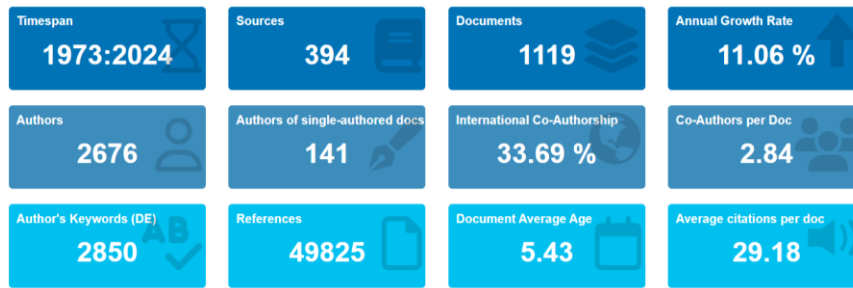 Timespan
1973:2024
Sources
394
Documents
1119
Annual Growth Rate
11.06 %
Authors
2676
Authors of single-authored docs
141
International Co-Authorship
33.69 %
Co-Authors per Doc
2.84
Author's Keywords (DE)
2850
AB
References
49825
Document Average Age
5.43
Average citations per doc
29.18